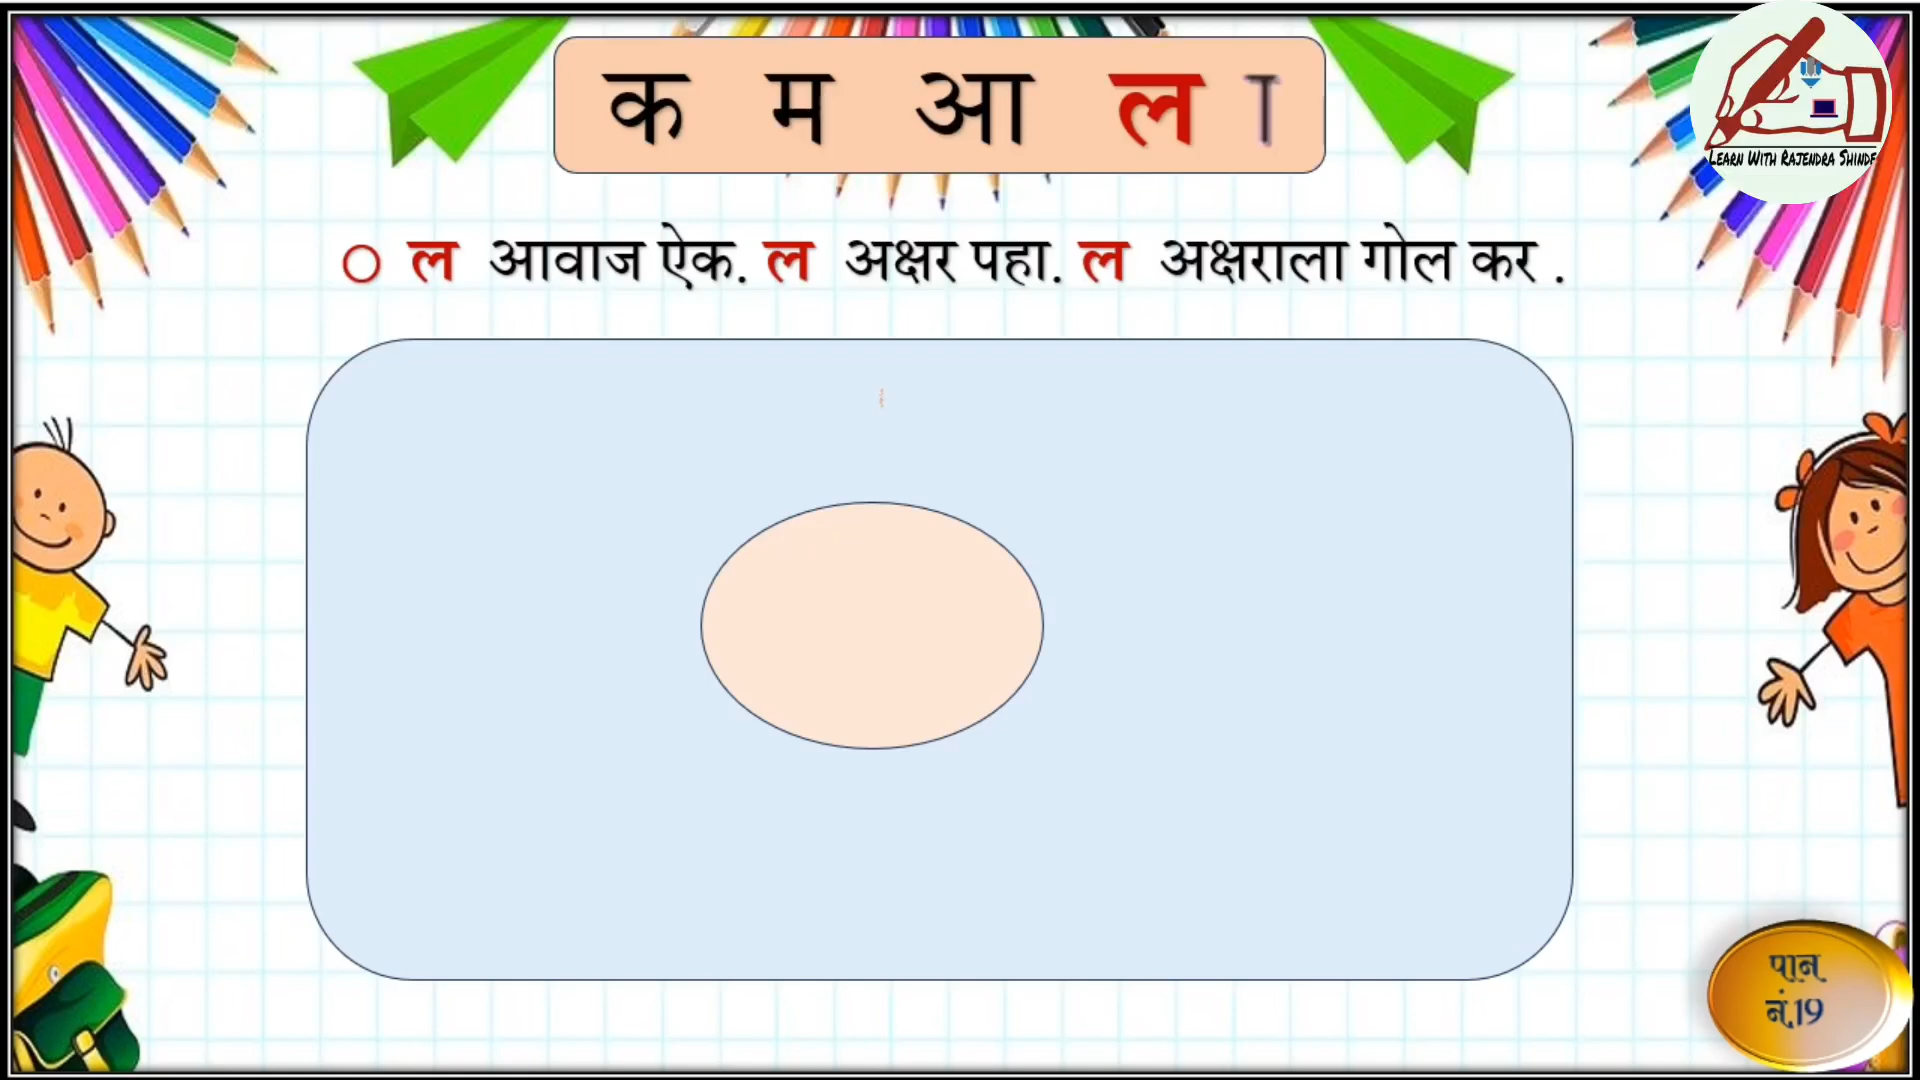 क म आ ल ा
LEARN WITH RAJENDRA SHINDE
ल आवाज ऐक. ल अक्षर पहा. ल अक्षराला गोल कर .
पान
नं.19